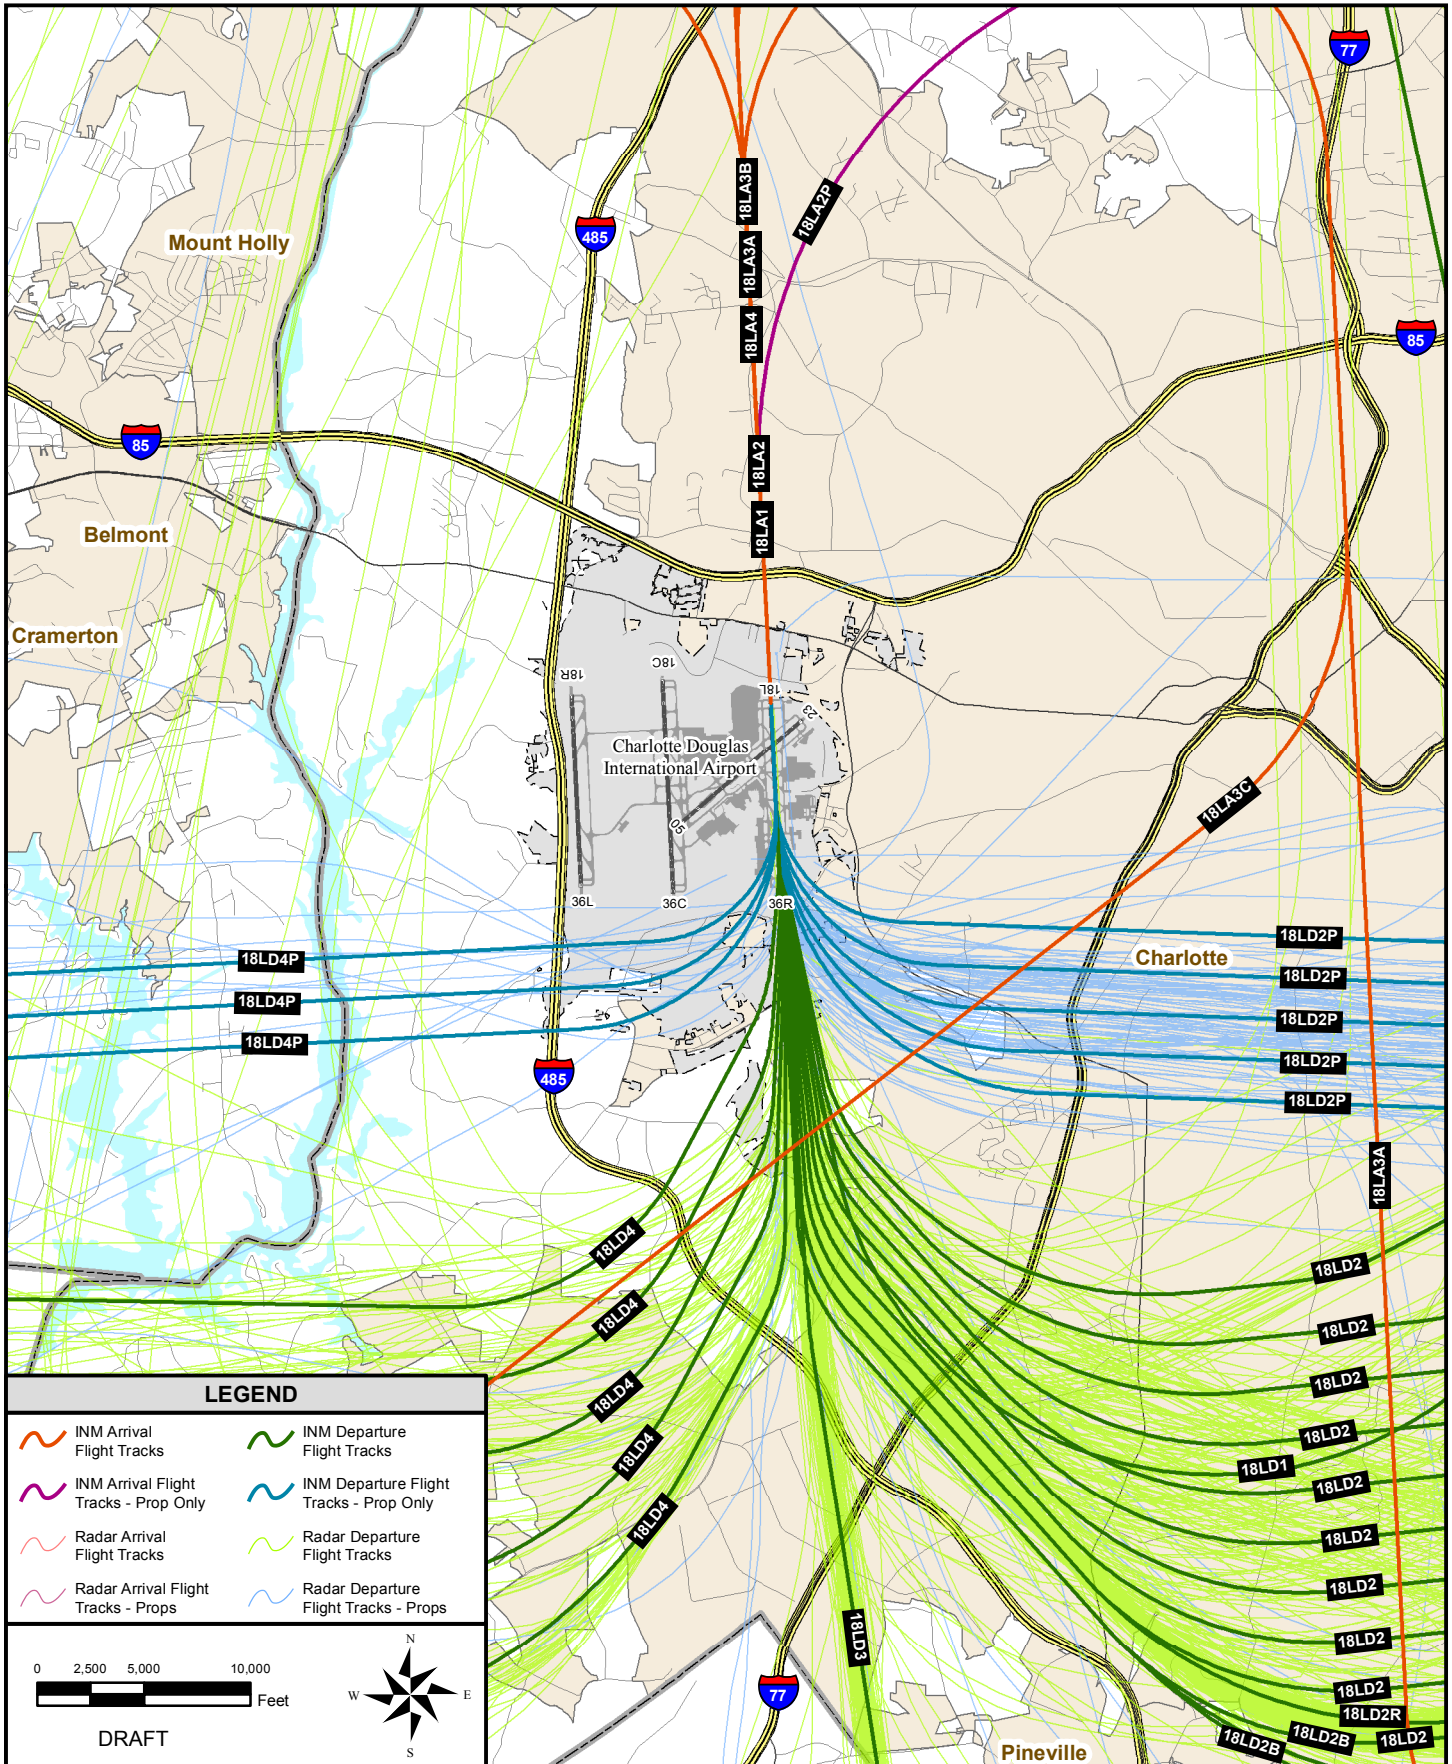 77
18LA3B
18LA2P
485
Mount Holly
18LA3A
18LA4
85
85
18LA2
18LA1
Belmont
Cramerton
18R
18C
18L
23
Charlotte Douglas
International Airport
18LA3C
05
36L
36C
36R
18LD2P
Charlotte
18LD4P
18LD2P
18LD4P
18LD2P
18LD4P
18LD2P
485
18LD2P
18LA3A
18LD4
18LD2
18LD4
18LD2
18LD2
18LD4
18LD2
18LD4
18LD1
18LD2
18LD4
18LD2
18LD2
18LD3
18LD2
18LD2
77
18LD2R
18LD2B
18LD2B
18LD2
Pineville
LEGEND
INM Arrival
Flight Tracks
INM Departure
Flight Tracks
INM Arrival Flight
Tracks - Prop Only
INM Departure Flight
Tracks - Prop Only
Radar Arrival
Flight Tracks
Radar Departure
Flight Tracks
Radar Arrival Flight
Tracks - Props
Radar Departure
Flight Tracks - Props
0 2,500 5,000 10,000
Feet
DRAFT
N
W E
S